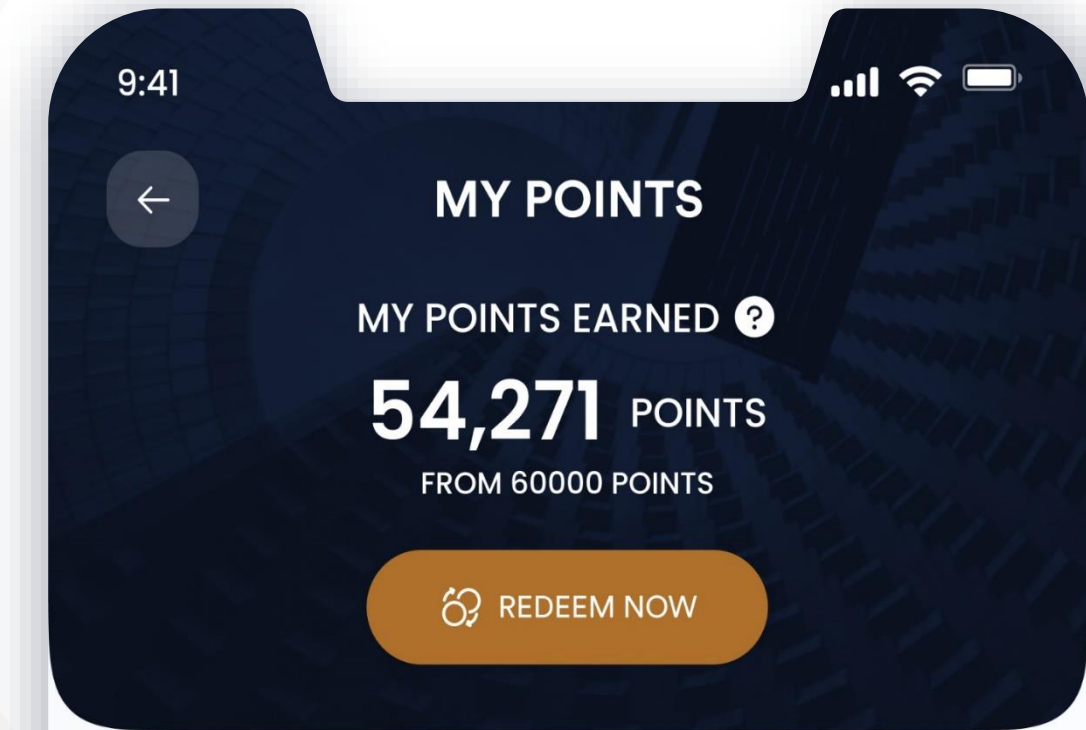 9:41
MY POINTS
MY POINTS EARNED ?
54,271 POINTS
FROM 60000 POINTS
REDEEM NOW